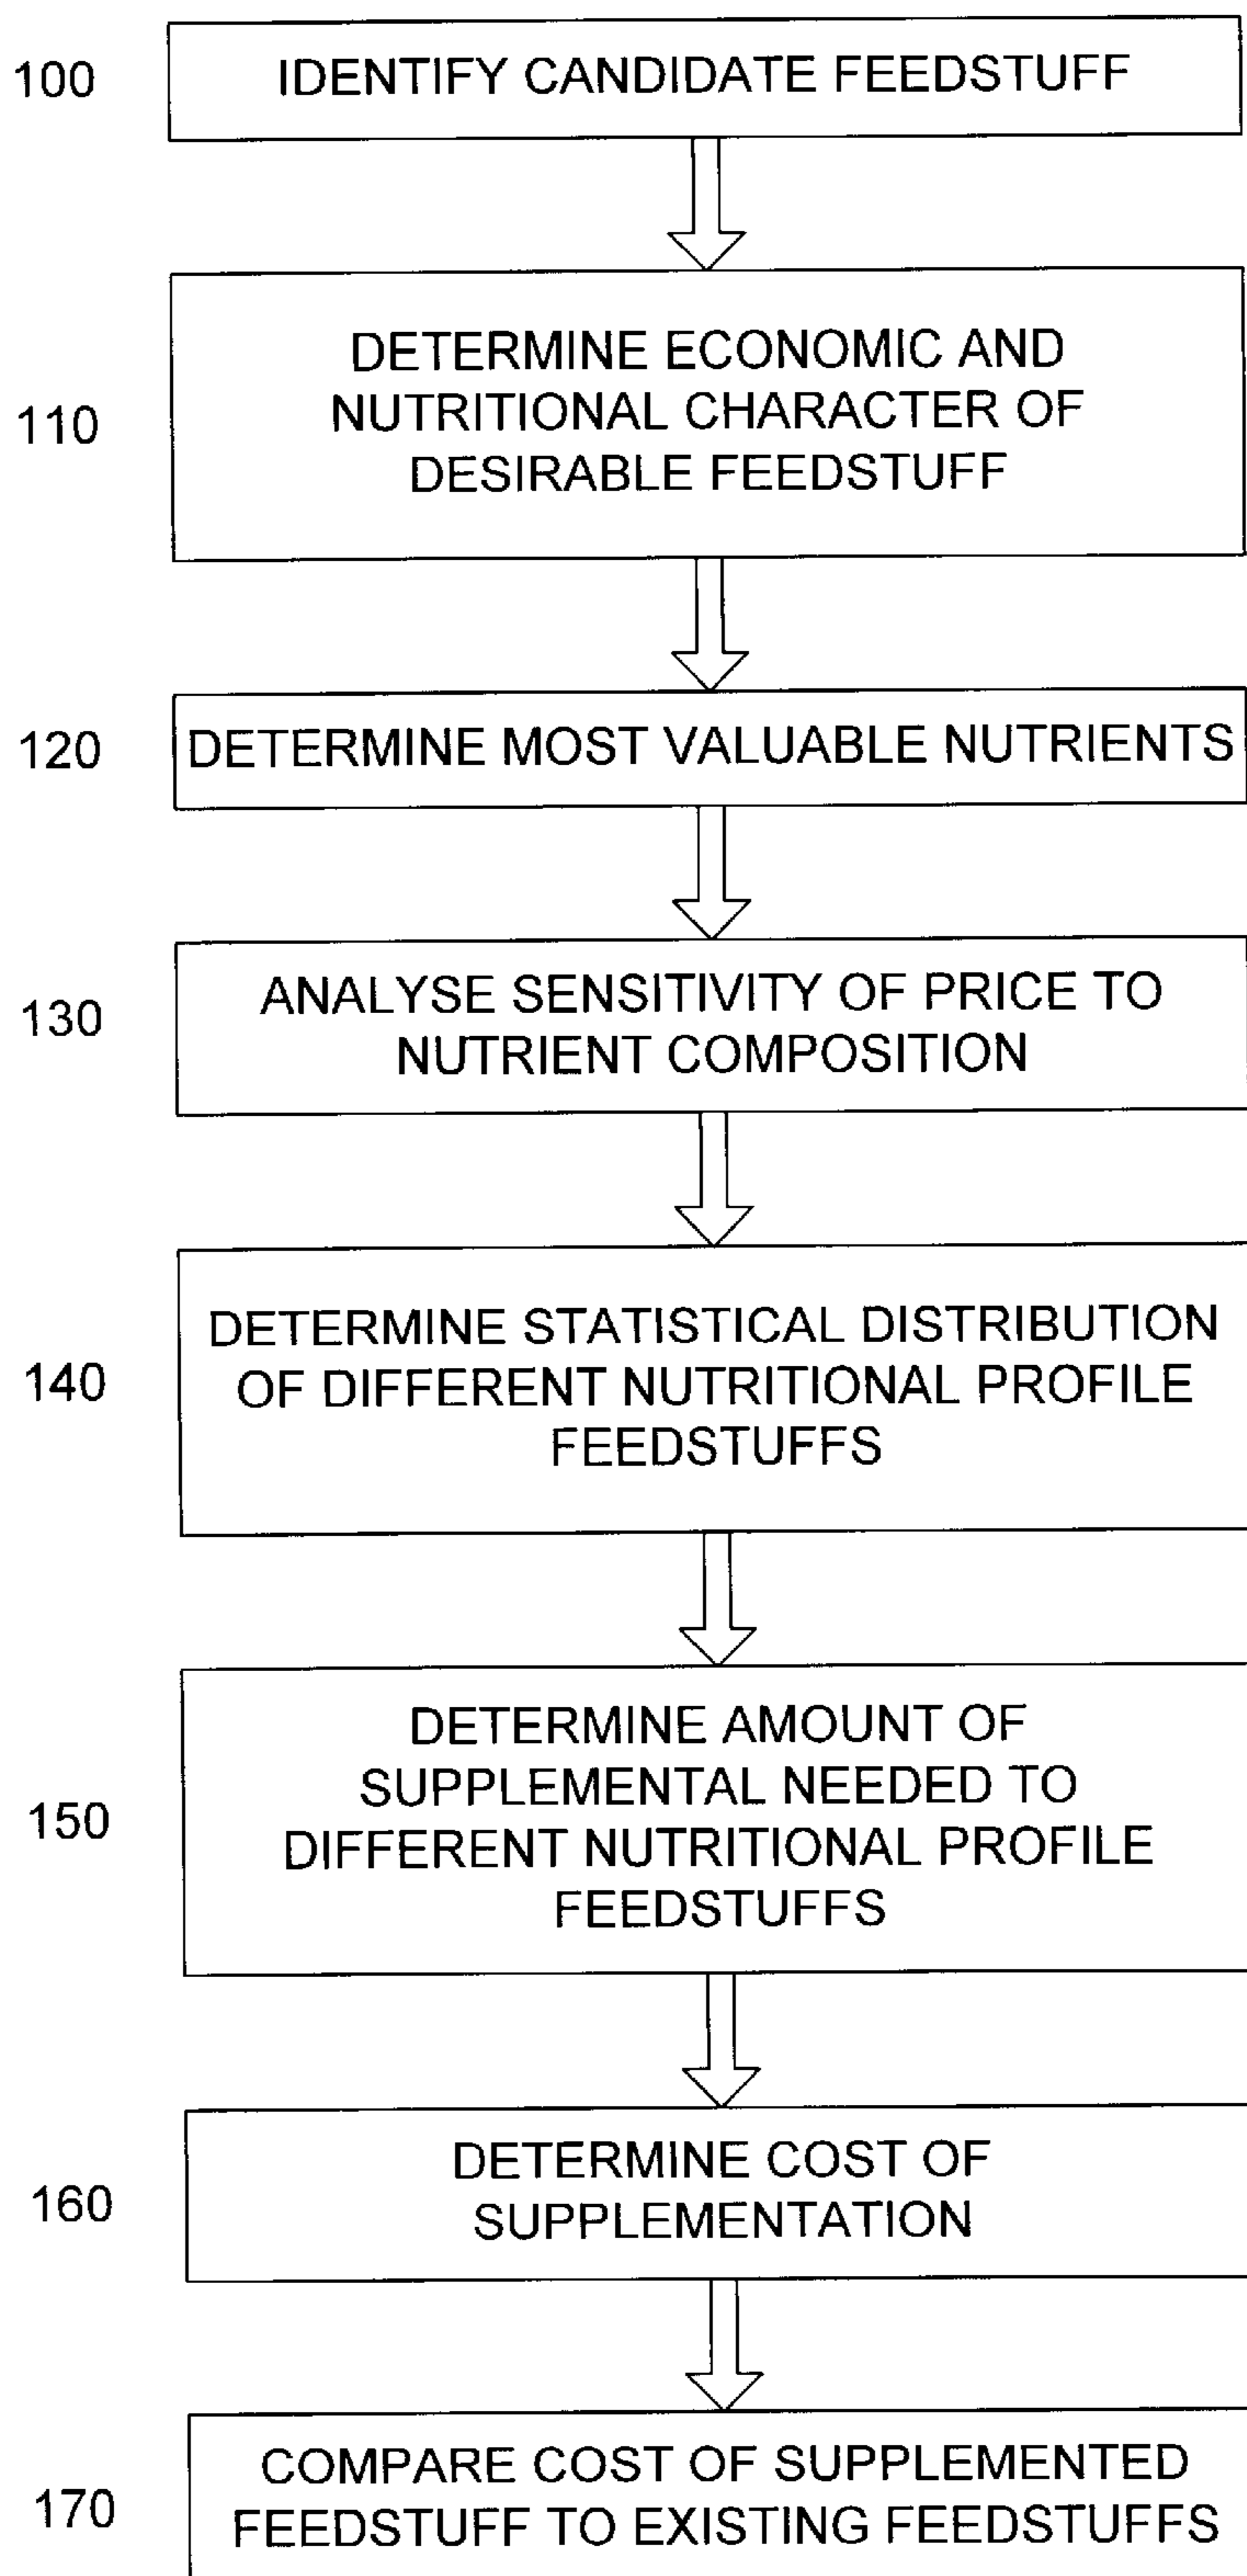 100
IDENTIFY CANDIDATE FEEDSTUFF
110
DETERMINE ECONOMIC AND
NUTRITIONAL CHARACTER OF
DESIRABLE FEEDSTUFF
120
DETERMINE MOST VALUABLE NUTRIENTS
130
ANALYSE SENSITIVITY OF PRICE TO
NUTRIENT COMPOSITION
140
DETERMINE STATISTICAL DISTRIBUTION
OF DIFFERENT NUTRITIONAL PROFILE
FEEDSTUFFS
150
DETERMINE AMOUNT OF
SUPPLEMENTAL NEEDED TO
DIFFERENT NUTRITIONAL PROFILE
FEEDSTUFFS
160
DETERMINE COST OF
SUPPLEMENTATION
170
COMPARE COST OF SUPPLEMENTED
FEEDSTUFF TO EXISTING FEEDSTUFFS